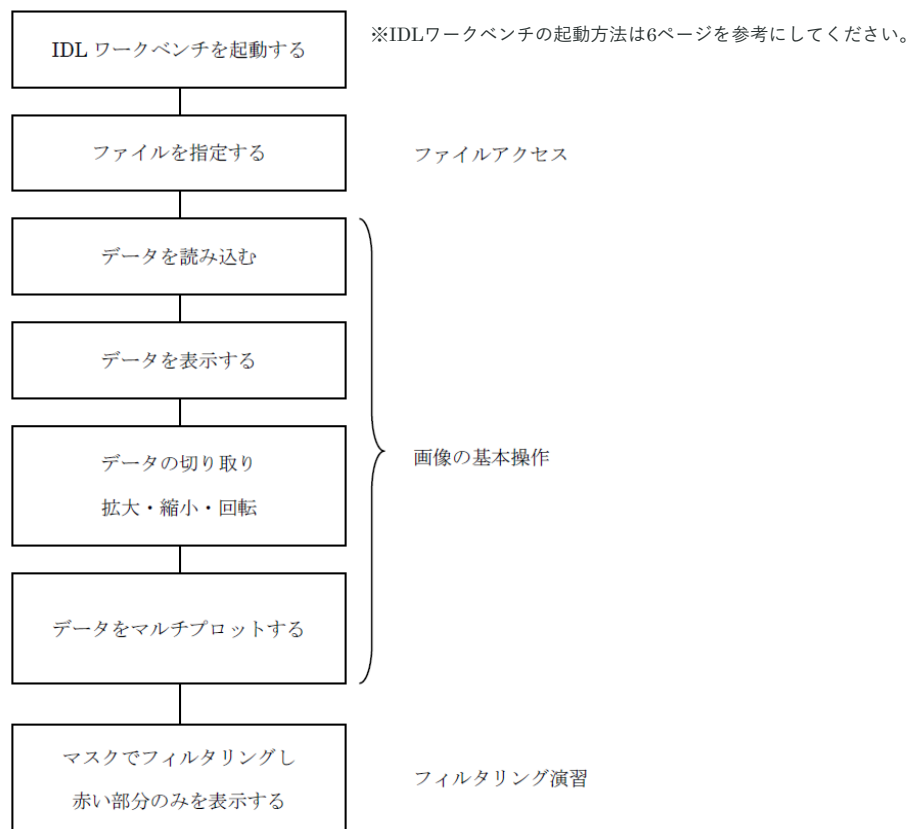 IDL ワークベンチを起動する
※IDLワークベンチの起動方法は6ページを参考にしてください。
ファイルを指定する
ファイルアクセス
データを読み込む
データを表示する
データの切り取り
拡大・縮小・回転
画像の基本操作
データをマルチプロットする
マスクでフィルタリングし
赤い部分のみを表示する
フィルタリング演習